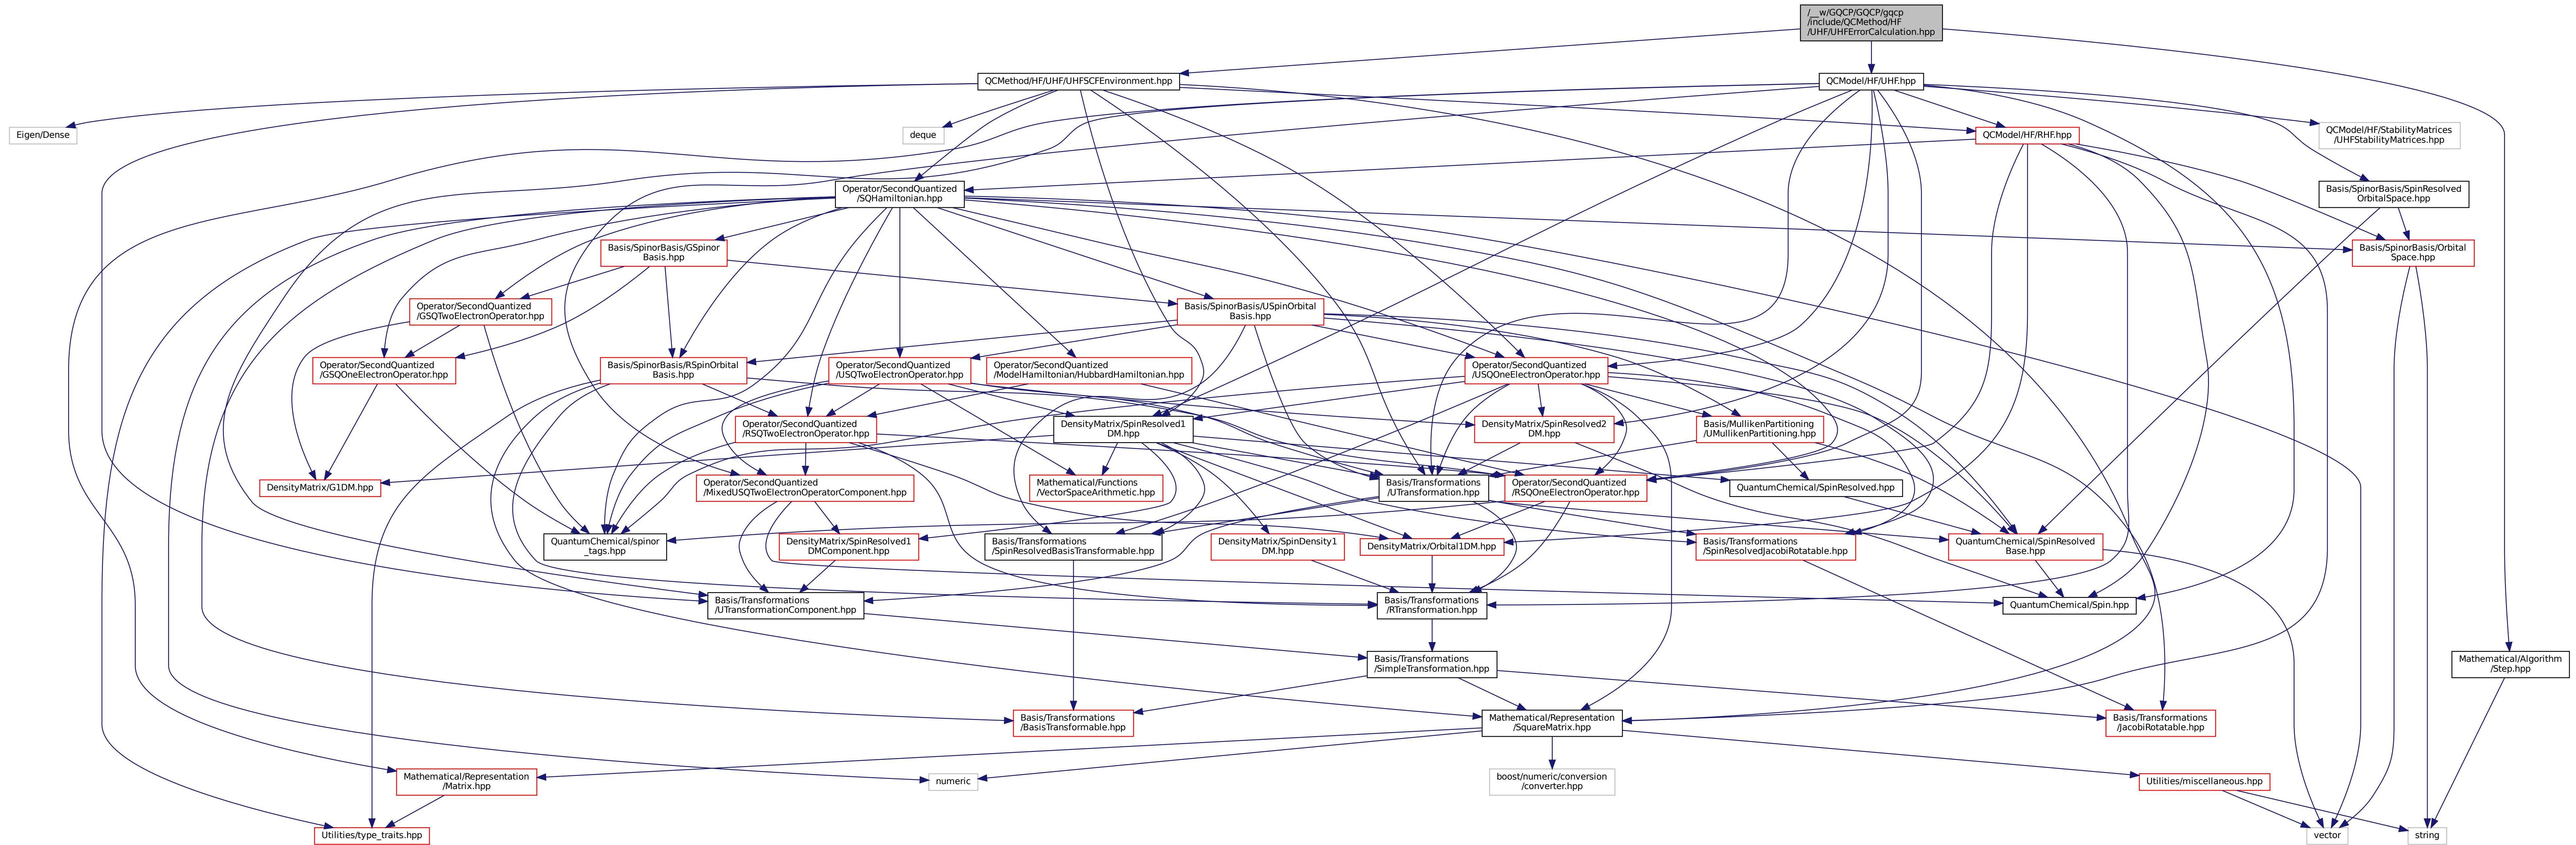 /__w/GQCP/GQCP/gqcp
/include/QCMethod/HF
/UHF/UHFErrorCalculation.hpp
QCMethod/HF/UHF/UHFSCFEnvironment.hpp
QCModel/HF/UHF.hpp
Eigen/Dense
deque
QCModel/HF/RHF.hpp
QCModel/HF/StabilityMatrices
/UHFStabilityMatrices.hpp
Operator/SecondQuantized
/SQHamiltonian.hpp
Basis/SpinorBasis/SpinResolved
OrbitalSpace.hpp
Basis/SpinorBasis/GSpinor
Basis.hpp
Basis/SpinorBasis/Orbital
Space.hpp
Operator/SecondQuantized
/GSQTwoElectronOperator.hpp
Basis/SpinorBasis/USpinOrbital
Basis.hpp
Operator/SecondQuantized
/GSQOneElectronOperator.hpp
Basis/SpinorBasis/RSpinOrbital
Basis.hpp
Operator/SecondQuantized
/USQTwoElectronOperator.hpp
Operator/SecondQuantized
/ModelHamiltonian/HubbardHamiltonian.hpp
Operator/SecondQuantized
/USQOneElectronOperator.hpp
Operator/SecondQuantized
/RSQTwoElectronOperator.hpp
DensityMatrix/SpinResolved1
DM.hpp
DensityMatrix/SpinResolved2
DM.hpp
Basis/MullikenPartitioning
/UMullikenPartitioning.hpp
DensityMatrix/G1DM.hpp
Operator/SecondQuantized
/MixedUSQTwoElectronOperatorComponent.hpp
Mathematical/Functions
/VectorSpaceArithmetic.hpp
Basis/Transformations
/UTransformation.hpp
Operator/SecondQuantized
/RSQOneElectronOperator.hpp
QuantumChemical/SpinResolved.hpp
QuantumChemical/spinor
_tags.hpp
DensityMatrix/SpinResolved1
DMComponent.hpp
Basis/Transformations
/SpinResolvedBasisTransformable.hpp
DensityMatrix/SpinDensity1
DM.hpp
DensityMatrix/Orbital1DM.hpp
Basis/Transformations
/SpinResolvedJacobiRotatable.hpp
QuantumChemical/SpinResolved
Base.hpp
Basis/Transformations
/UTransformationComponent.hpp
Basis/Transformations
/RTransformation.hpp
QuantumChemical/Spin.hpp
Basis/Transformations
/SimpleTransformation.hpp
Mathematical/Algorithm
/Step.hpp
Basis/Transformations
/BasisTransformable.hpp
Mathematical/Representation
/SquareMatrix.hpp
Basis/Transformations
/JacobiRotatable.hpp
Mathematical/Representation
/Matrix.hpp
numeric
boost/numeric/conversion
/converter.hpp
Utilities/miscellaneous.hpp
Utilities/type_traits.hpp
vector
string